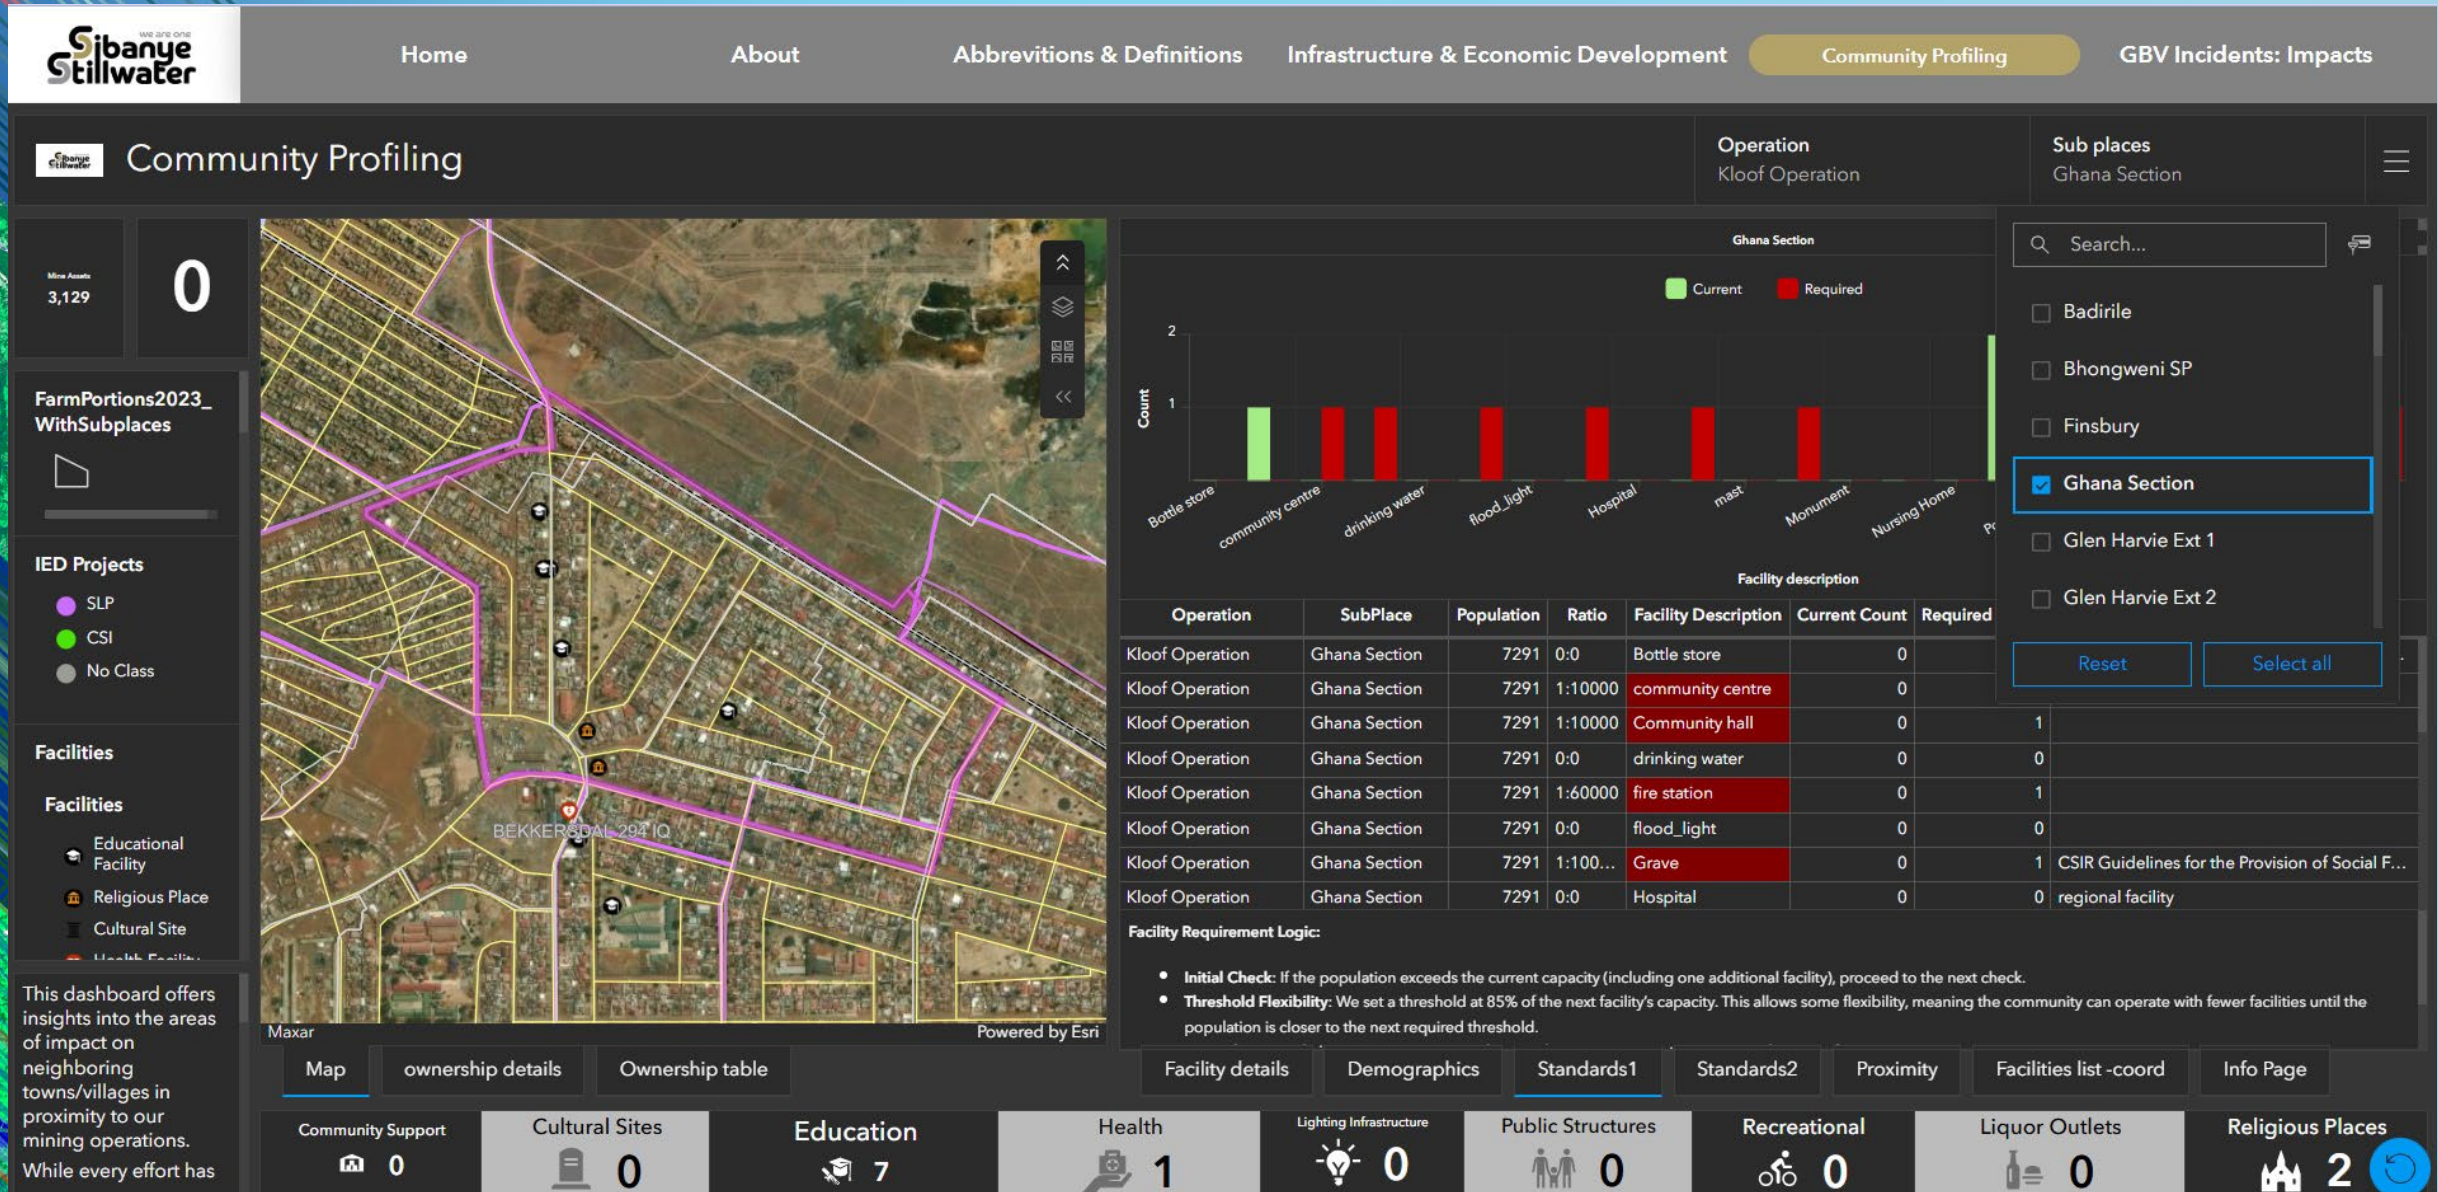 we are one
Sibanye
Stillwater
Home
About
Abbrevitions & Definitions
Infrastructure & Economic Development
Community Profiling
GBV Incidents: Impacts
Sibanye
Stillwater
Community Profiling
Operation
Kloof Operation
Sub places
Ghana Section
Mine Assets
3,129
0
FarmPortions2023_
WithSubplaces
IED Projects
SLP
CSI
No Class
Facilities
Facilities
Educational
Facility
Religious Place
Cultural Site
Health Facility
This dashboard offers
insights into the areas
of impact on
neighboring
towns/villages in
proximity to our
mining operations.
While every effort has
BEKKERSDAL 294 IQ
Maxar
Powered by Esri
Map
ownership details
Ownership table
Ghana Section
Current
Required
2
1
Count
Bottle store
community centre
drinking water
flood_light
Hospital
mast
Monument
Nursing Home
Facility description
Search...
Badirile
Bhongweni SP
Finsbury
Ghana Section
Glen Harvie Ext 1
Glen Harvie Ext 2
Reset
Select all
Operation SubPlace Population Ratio Facility Description Current Count Required
Kloof Operation Ghana Section 7291 0:0 Bottle store 0
Kloof Operation Ghana Section 7291 1:10000 community centre 0
Kloof Operation Ghana Section 7291 1:10000 Community hall 0 1
Kloof Operation Ghana Section 7291 0:0 drinking water 0 0
Kloof Operation Ghana Section 7291 1:60000 fire station 0 1
Kloof Operation Ghana Section 7291 0:0 flood_light 0 0
Kloof Operation Ghana Section 7291 1:100... Grave 0 1 CSIR Guidelines for the Provision of Social F...
Kloof Operation Ghana Section 7291 0:0 Hospital 0 0 regional facility
Facility Requirement Logic:
Initial Check: If the population exceeds the current capacity (including one additional facility), proceed to the next check.
Threshold Flexibility: We set a threshold at 85% of the next facility's capacity. This allows some flexibility, meaning the community can operate with fewer facilities until the
population is closer to the next required threshold.
Facility details
Demographics
Standards1
Standards2
Proximity
Facilities list -coord
Info Page
Community Support
0
Cultural Sites
0
Education
7
Health
1
Lighting Infrastructure
0
Public Structures
0
Recreational
0
Liquor Outlets
0
Religious Places
2